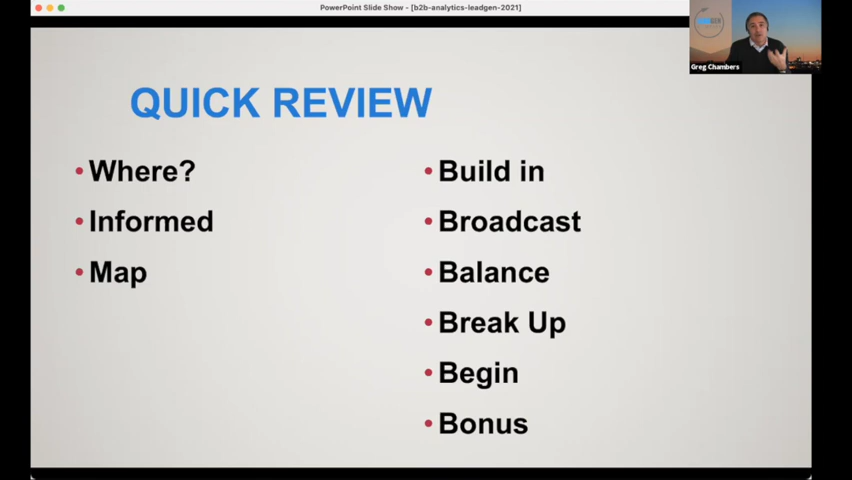 PowerPoint Slide Show - [b2b-analytics-leadgen-2021]
Greg Chambers
QUICK REVIEW
• Where?
• Informed
• Map
• Build in
• Broadcast
• Balance
• Break Up
• Begin
• Bonus